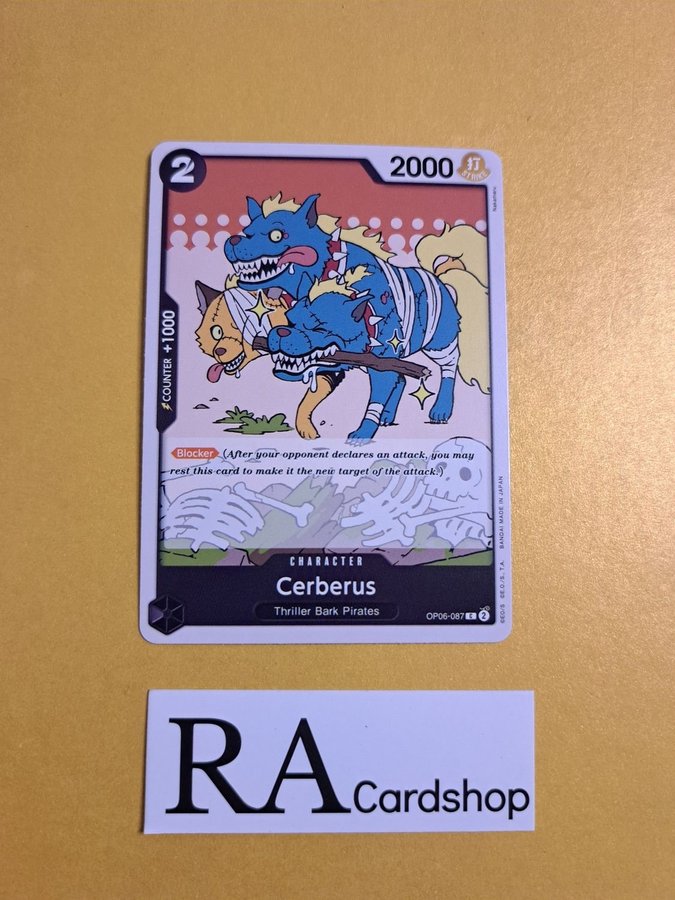 2
2000
打
STRIKE
Nakameru
COUNTER +1000
Blocker (After your opponent declares an attack, you may
rest this card to make it the new target of the attack.)
©E.O./S. ©E.O./S., T.A. BANDAI MADE IN JAPAN
CHARACTER
Cerberus
Thriller Bark Pirates
OP06-087 C 2
RA Cardshop